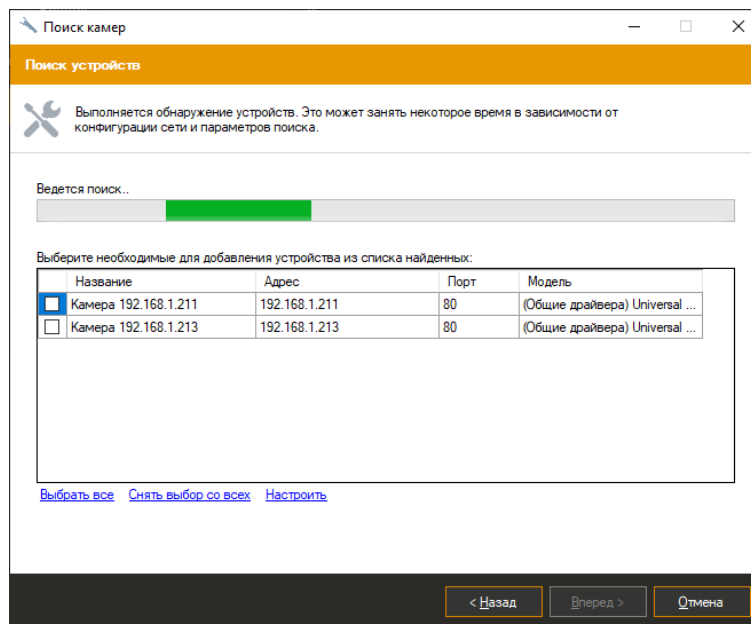 Поиск камер
Поиск устройств
Выполняется обнаружение устройств. Это может занять некоторое время в зависимости от
конфигурации сети и параметров поиска.
Ведется поиск..
Выберите необходимые для добавления устройства из списка найденных:
Название Адрес Порт Модель
Камера 192.168.1.211 192.168.1.211 80 (Общие драйвера) Universal ...
Камера 192.168.1.213 192.168.1.213 80 (Общие драйвера) Universal ...
Выбрать все Снять выбор со всех Настроить
< Назад Вперед > Отмена